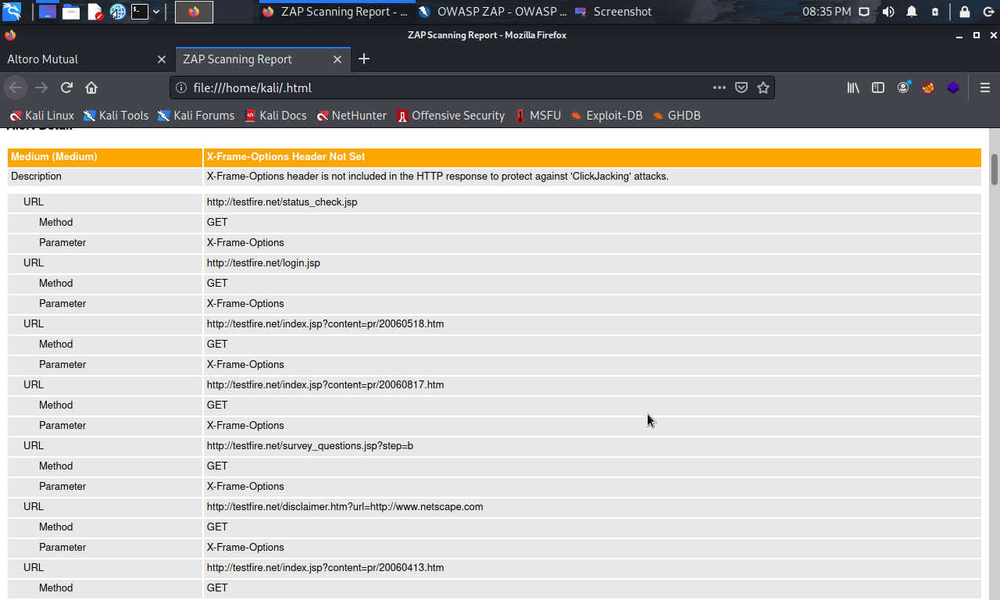 ZAP Scanning Report - ... OWASP ZAP - OWASP ... Screenshot 08:35 PM
ZAP Scanning Report - Mozilla Firefox
Altoro Mutual ZAP Scanning Report
file:///home/kali/.html
Kali Linux Kali Tools Kali Forums Kali Docs NetHunter Offensive Security MSFU Exploit-DB GHDB
Alert Detail
Medium (Medium) X-Frame-Options Header Not Set
Description X-Frame-Options header is not included in the HTTP response to protect against 'ClickJacking' attacks.
URL http://testfire.net/status_check.jsp
Method GET
Parameter X-Frame-Options
URL http://testfire.net/login.jsp
Method GET
Parameter X-Frame-Options
URL http://testfire.net/index.jsp?content=pr/20060518.htm
Method GET
Parameter X-Frame-Options
URL http://testfire.net/index.jsp?content=pr/20060817.htm
Method GET
Parameter X-Frame-Options
URL http://testfire.net/survey_questions.jsp?step=b
Method GET
Parameter X-Frame-Options
URL http://testfire.net/disclaimer.htm?url=http://www.netscape.com
Method GET
Parameter X-Frame-Options
URL http://testfire.net/index.jsp?content=pr/20060413.htm
Method GET